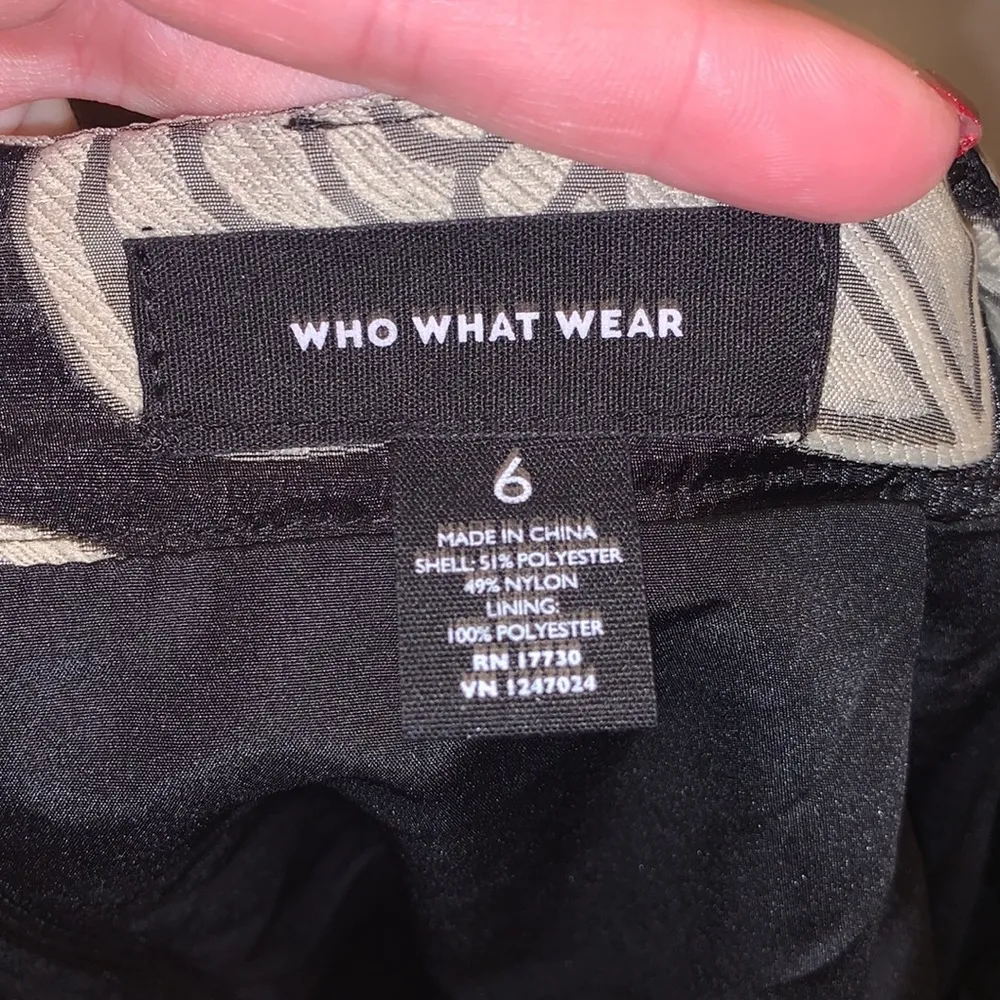 WHO WHAT WEAR
6
MADE IN CHINA
SHELL: 51% POLYESTER
49% NYLON
LINING:
100% POLYESTER
RN 17730
VN 1247024